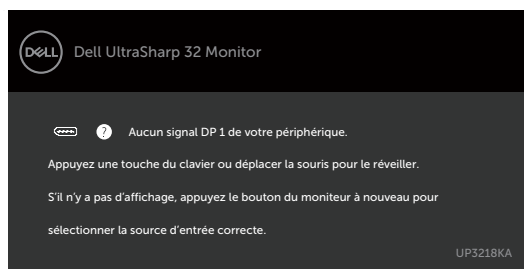 DELL Dell UltraSharp 32 Monitor
? Aucun signal DP 1 de votre périphérique.
Appuyez une touche du clavier ou déplacer la souris pour le réveiller.
S’il n’y a pas d’affichage, appuyez le bouton du moniteur à nouveau pour
sélectionner la source d’entrée correcte.
UP3218KA